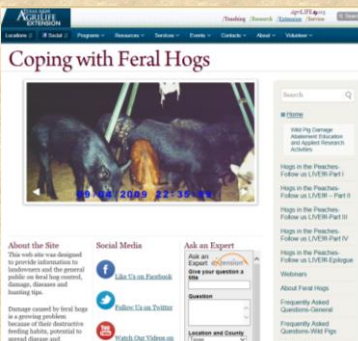 TEXAS A&M
AGRILIFE
EXTENSION
agriLIFE.org
Teaching Research Extension Service
Locations Social Programs Resources Services Events Contacts About Volunteer
Coping with Feral Hogs
09-04-2009 22:35:
Search
Home
Wild Pig Damage
Abatement Education
and Applied Research
Activities
Hogs in the Peaches-
Follow us LIVE!!!-Part I
Hogs in the Peaches-
Follow us LIVE!!! – Part II
Hogs in the Peaches-
Follow us LIVE!!!-Part III
Hogs in the Peaches-
Follow us LIVE!!!-Part IV
Hogs in the Peaches-
Follow us LIVE!!!-Epilogue
Webinars
About Feral Hogs
Frequently Asked
Questions-General
Frequently Asked
Questions-Wild Pigs
About the Site
This web site was designed
to provide information to
landowners and the general
public on feral hog control,
damage, diseases and
hunting tips.
Damage caused by feral hogs
is a growing problem
because of their destructive
feeding habits, potential to
spread disease and
Social Media
Like Us on Facebook
Follow Us on Twitter
Watch Our Videos on
Ask an Expert
Ask an
Expert eXtension
Give your question a
title
Question
Location and County
Texas